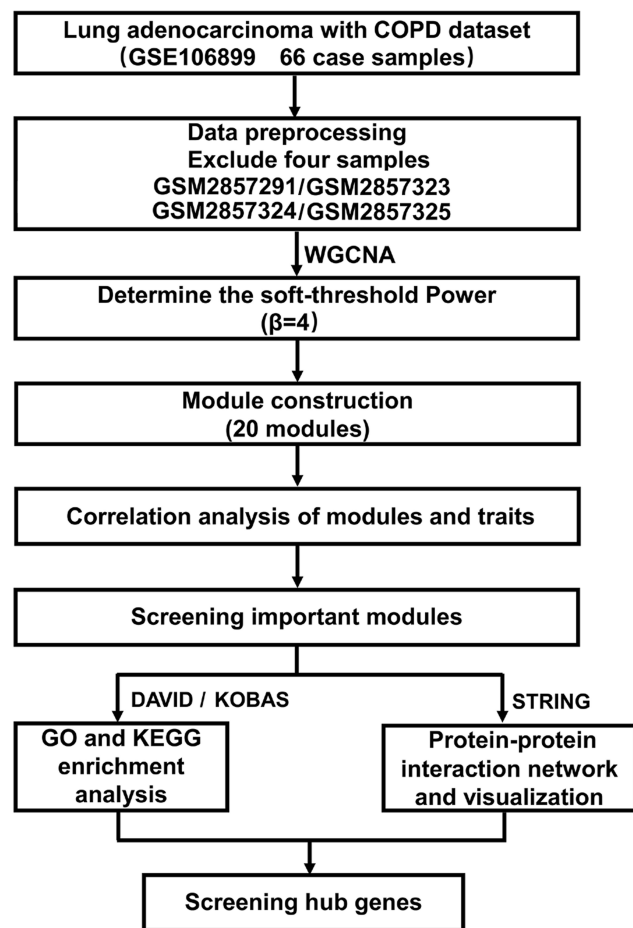 Lung adenocarcinoma with COPD dataset
(GSE106899 66 case samples)
Data preprocessing
Exclude four samples
GSM2857291/GSM2857323
GSM2857324/GSM2857325
WGCNA
Determine the soft-threshold Power
(β=4)
Module construction
(20 modules)
Correlation analysis of modules and traits
Screening important modules
DAVID / KOBAS
STRING
GO and KEGG
enrichment
analysis
Protein-protein
interaction network
and visualization
Screening hub genes